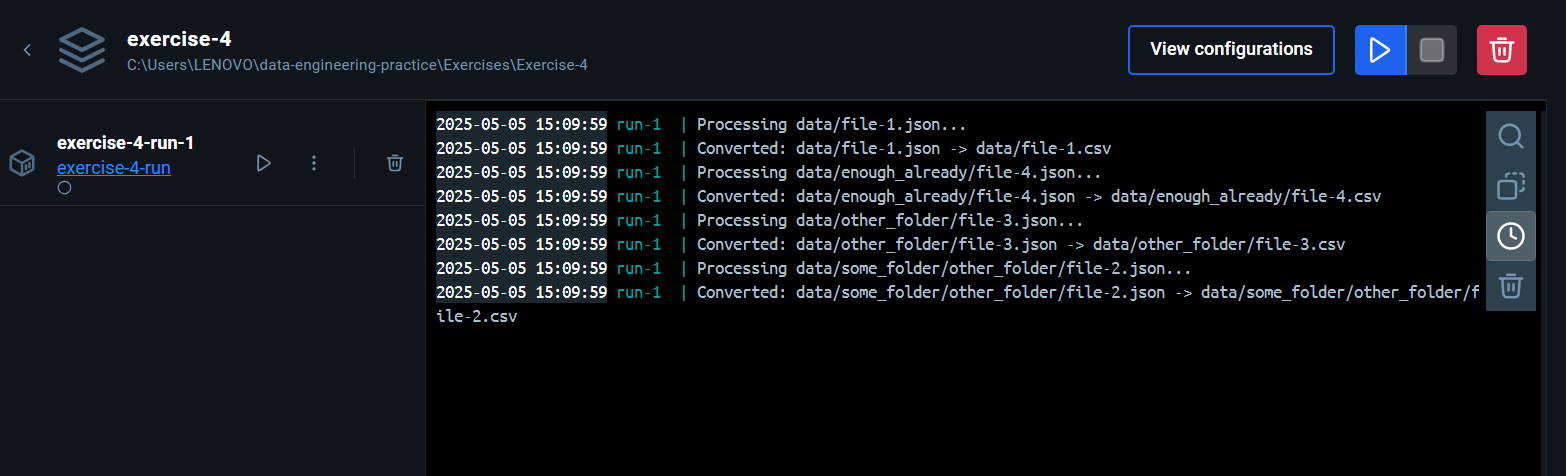 exercise-4
C:\Users\LENOVO\data-engineering-practice\Exercises\Exercise-4
View configurations
exercise-4-run-1
exercise-4-run
2025-05-05 15:09:59 run-1 | Processing data/file-1.json...
2025-05-05 15:09:59 run-1 | Converted: data/file-1.json -> data/file-1.csv
2025-05-05 15:09:59 run-1 | Processing data/enough_already/file-4.json...
2025-05-05 15:09:59 run-1 | Converted: data/enough_already/file-4.json -> data/enough_already/file-4.csv
2025-05-05 15:09:59 run-1 | Processing data/other_folder/file-3.json...
2025-05-05 15:09:59 run-1 | Converted: data/other_folder/file-3.json -> data/other_folder/file-3.csv
2025-05-05 15:09:59 run-1 | Processing data/some_folder/other_folder/file-2.json...
2025-05-05 15:09:59 run-1 | Converted: data/some_folder/other_folder/file-2.json -> data/some_folder/other_folder/f
ile-2.csv